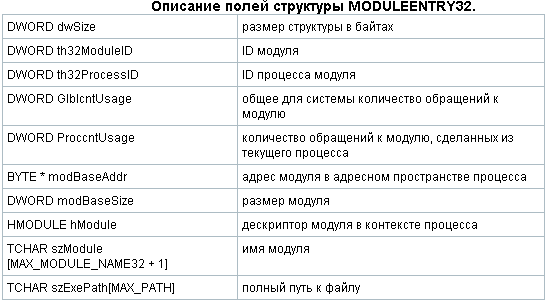 Описание полей структуры MODULEENTRY32.
DWORD dwSize
размер структуры в байтах
DWORD th32ModuleID
ID модуля
DWORD th32ProcessID
ID процесса модуля
DWORD GlblcntUsage
общее для системы количество обращений к
модулю
DWORD ProccntUsage
количество обращений к модулю, сделанных из
текущего процесса
BYTE * modBaseAddr
адрес модуля в адресном пространстве процесса
DWORD modBaseSize
размер модуля
HMODULE hModule
дескриптор модуля в контексте процесса
TCHAR szModule
[MAX_MODULE_NAME32 + 1]
имя модуля
TCHAR szExePath[MAX_PATH]
полный путь к файлу